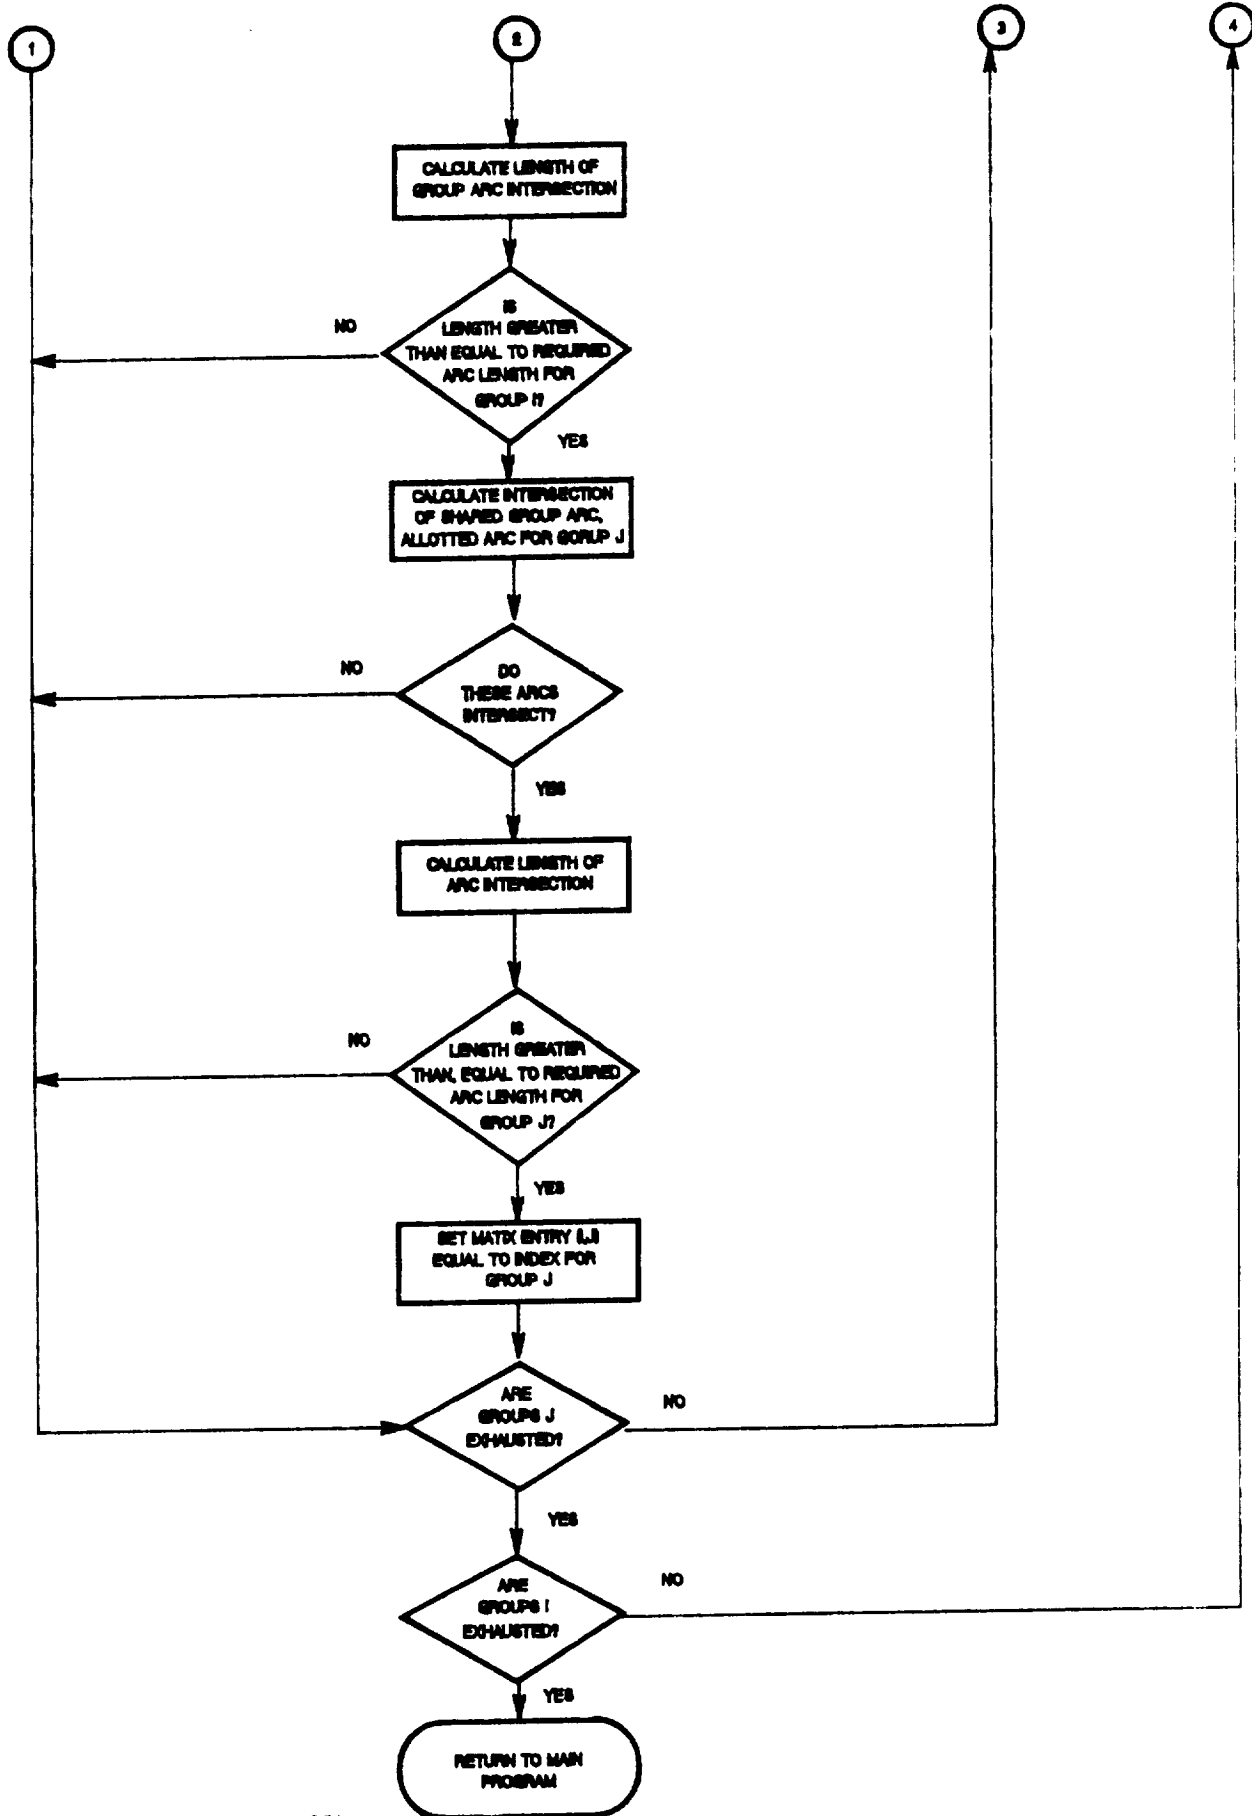 1
2
3
4
CALCULATE LENGTH OF
GROUP ARC INTERSECTION
IS
LENGTH GREATER
THAN EQUAL TO REQUIRED
ARC LENGTH FOR
GROUP I?
NO
YES
CALCULATE INTERSECTION
OF SHARED GROUP ARC,
ALLOTTED ARC FOR GORUP J
DO
THESE ARCS
INTERSECT?
NO
YES
CALCULATE LENGTH OF
ARC INTERSECTION
IS
LENGTH GREATER
THAN, EQUAL TO REQUIRED
ARC LENGTH FOR
GROUP J?
NO
YES
SET MATIX ENTRY (I,J)
EQUAL TO INDEX FOR
GROUP J
ARE
GROUPS J
EXHAUSTED?
NO
YES
ARE
GROUPS I
EXHAUSTED?
NO
YES
RETURN TO MAIN
PROGRAM